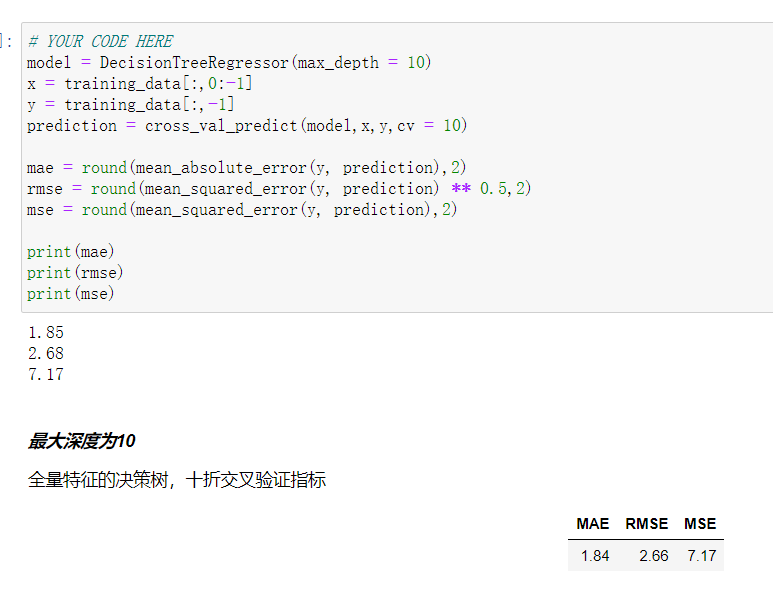 ]:
# YOUR CODE HERE
model = DecisionTreeRegressor(max_depth = 10)
x = training_data[:,0:-1]
y = training_data[:,-1]
prediction = cross_val_predict(model,x,y,cv = 10)
mae = round(mean_absolute_error(y, prediction),2)
rmse = round(mean_squared_error(y, prediction) ** 0.5,2)
mse = round(mean_squared_error(y, prediction),2)
print(mae)
print(rmse)
print(mse)
1.85
2.68
7.17
最大深度为10
全量特征的决策树，十折交叉验证指标
MAE RMSE MSE
1.84 2.66 7.17